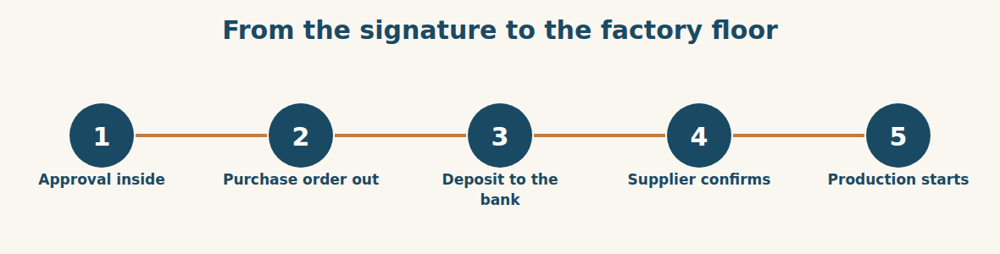 From the signature to the factory floor
1
2
3
4
5
Approval inside
Purchase order out
Deposit to the
bank
Supplier confirms
Production starts